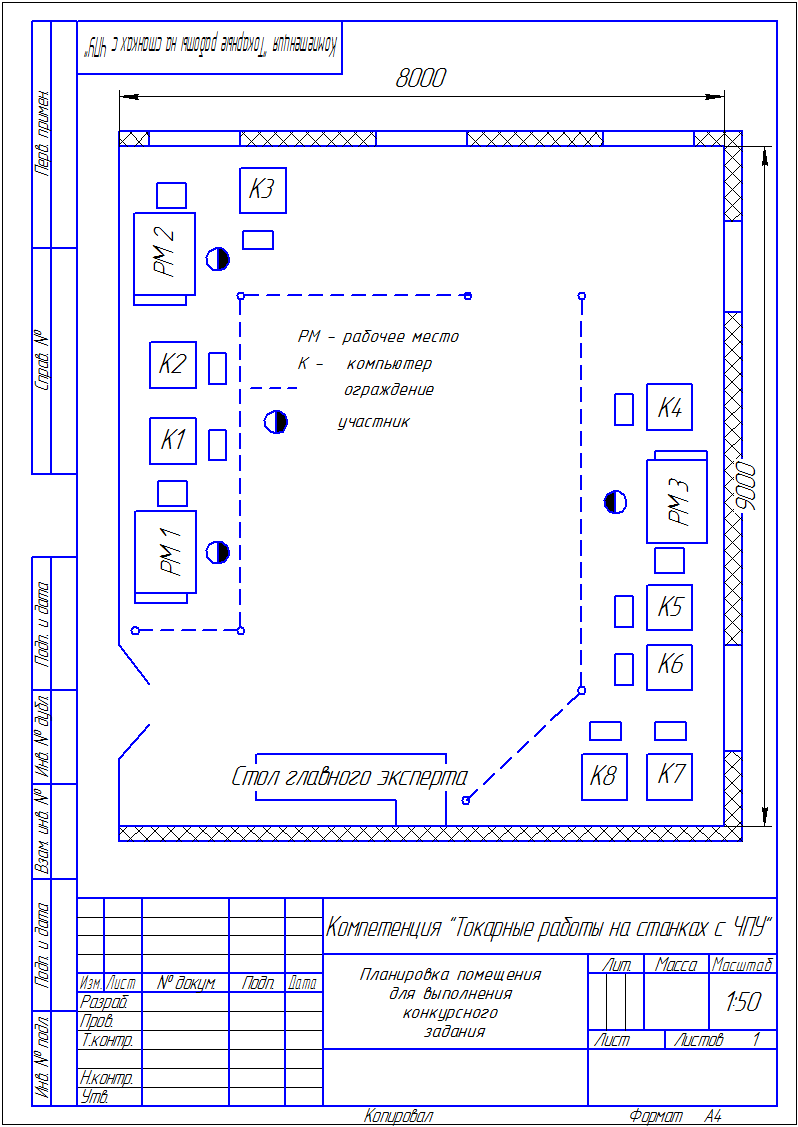 Компетенция "Токарные работы на станках с ЧПУ"
8000
Перв. примен.
К3
РМ 2
РМ – рабочее место
К – компьютер
ограждение
участник
Справ. №
К2
К1
К4
9000
РМ 3
РМ 1
К5
К6
Подп. и дата
Инв. № дубл.
Взам. инв. №
Подп. и дата
Инв. № подл.
Стол главного эксперта
К8
К7
Компетенция "Токарные работы на станках с ЧПУ"
Изм. Лист № докум. Подп. Дата
Разраб.
Пров.
Т.контр.
Н.контр.
Утв.
Планировка помещения
для выполнения
конкурсного
задания
Лит. Масса Масштаб
1:50
Лист Листов 1
Копировал Формат А4